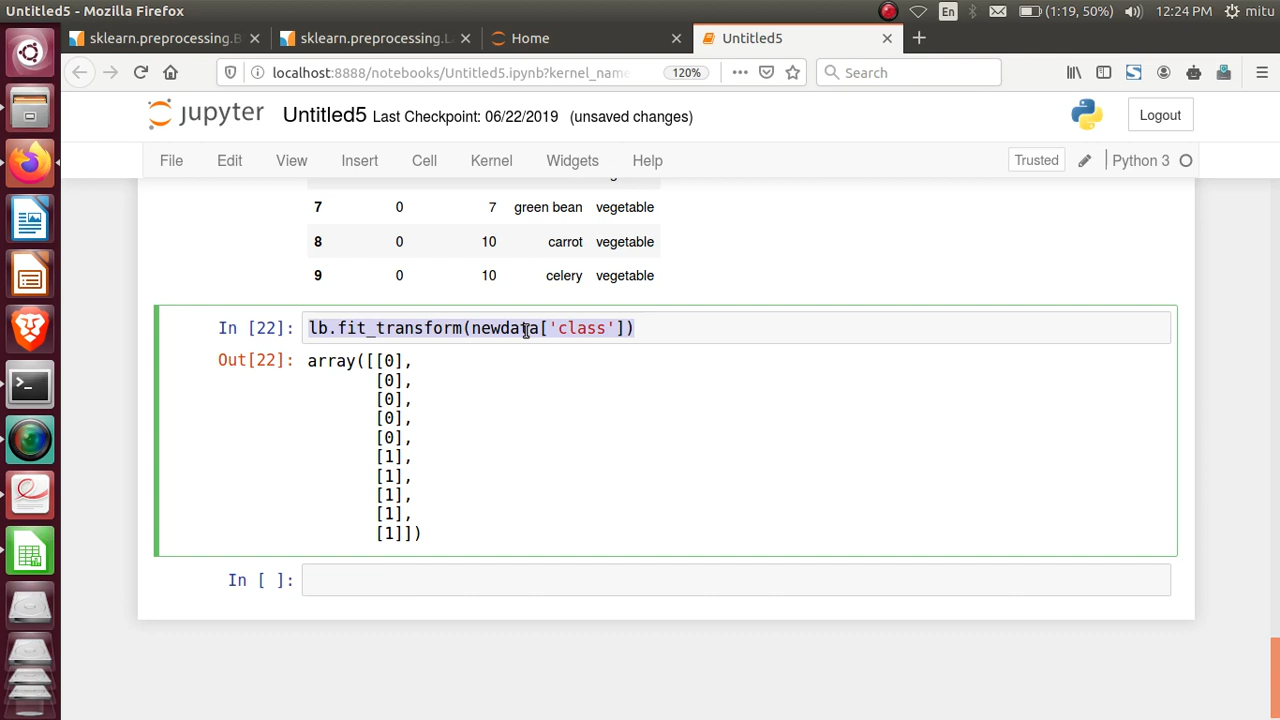 Untitled5 - Mozilla Firefox
En
(1:19, 50%)
12:24 PM
mitu
sklearn.preprocessing.
sklearn.preprocessing.
Home
Untitled5
localhost:8888/notebooks/Untitled5.ipynb?kernel_name
120%
Search
jupyter
Untitled5 Last Checkpoint: 06/22/2019 (unsaved changes)
Logout
File Edit View Insert Cell Kernel Widgets Help
Trusted
Python 3
7 0 7 green bean vegetable
8 0 10 carrot vegetable
9 0 10 celery vegetable
In [22]: lb.fit_transform(newdata['class'])
Out[22]: array([[0],
[0],
[0],
[0],
[0],
[1],
[1],
[1],
[1],
[1]])
In [ ]: